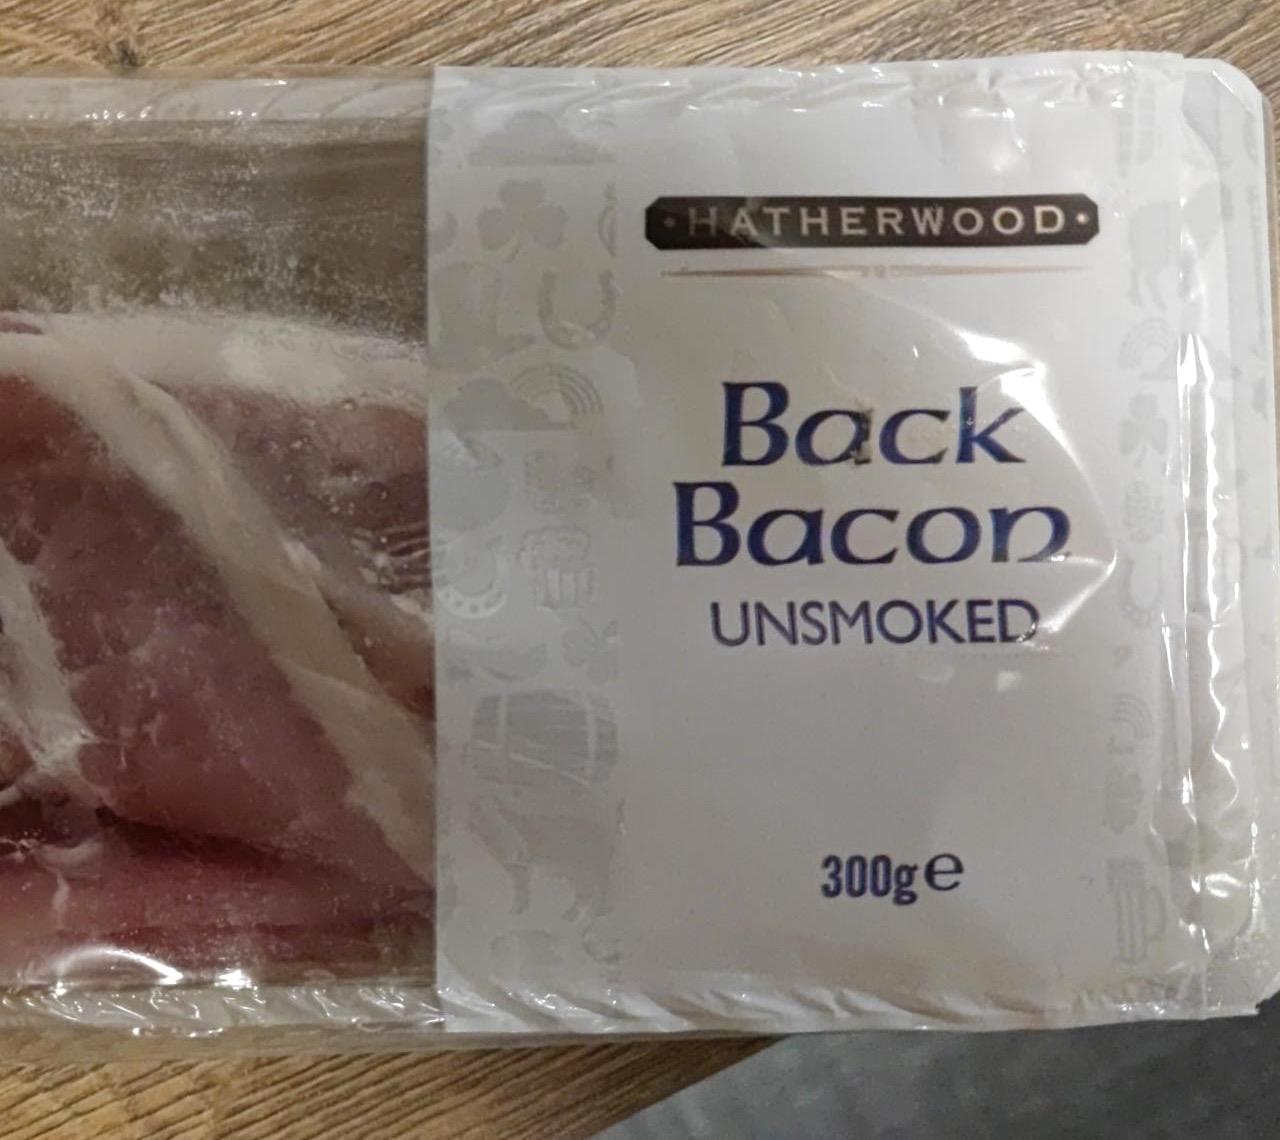 HATHERWOOD
Back
Bacon
UNSMOKED
300g e